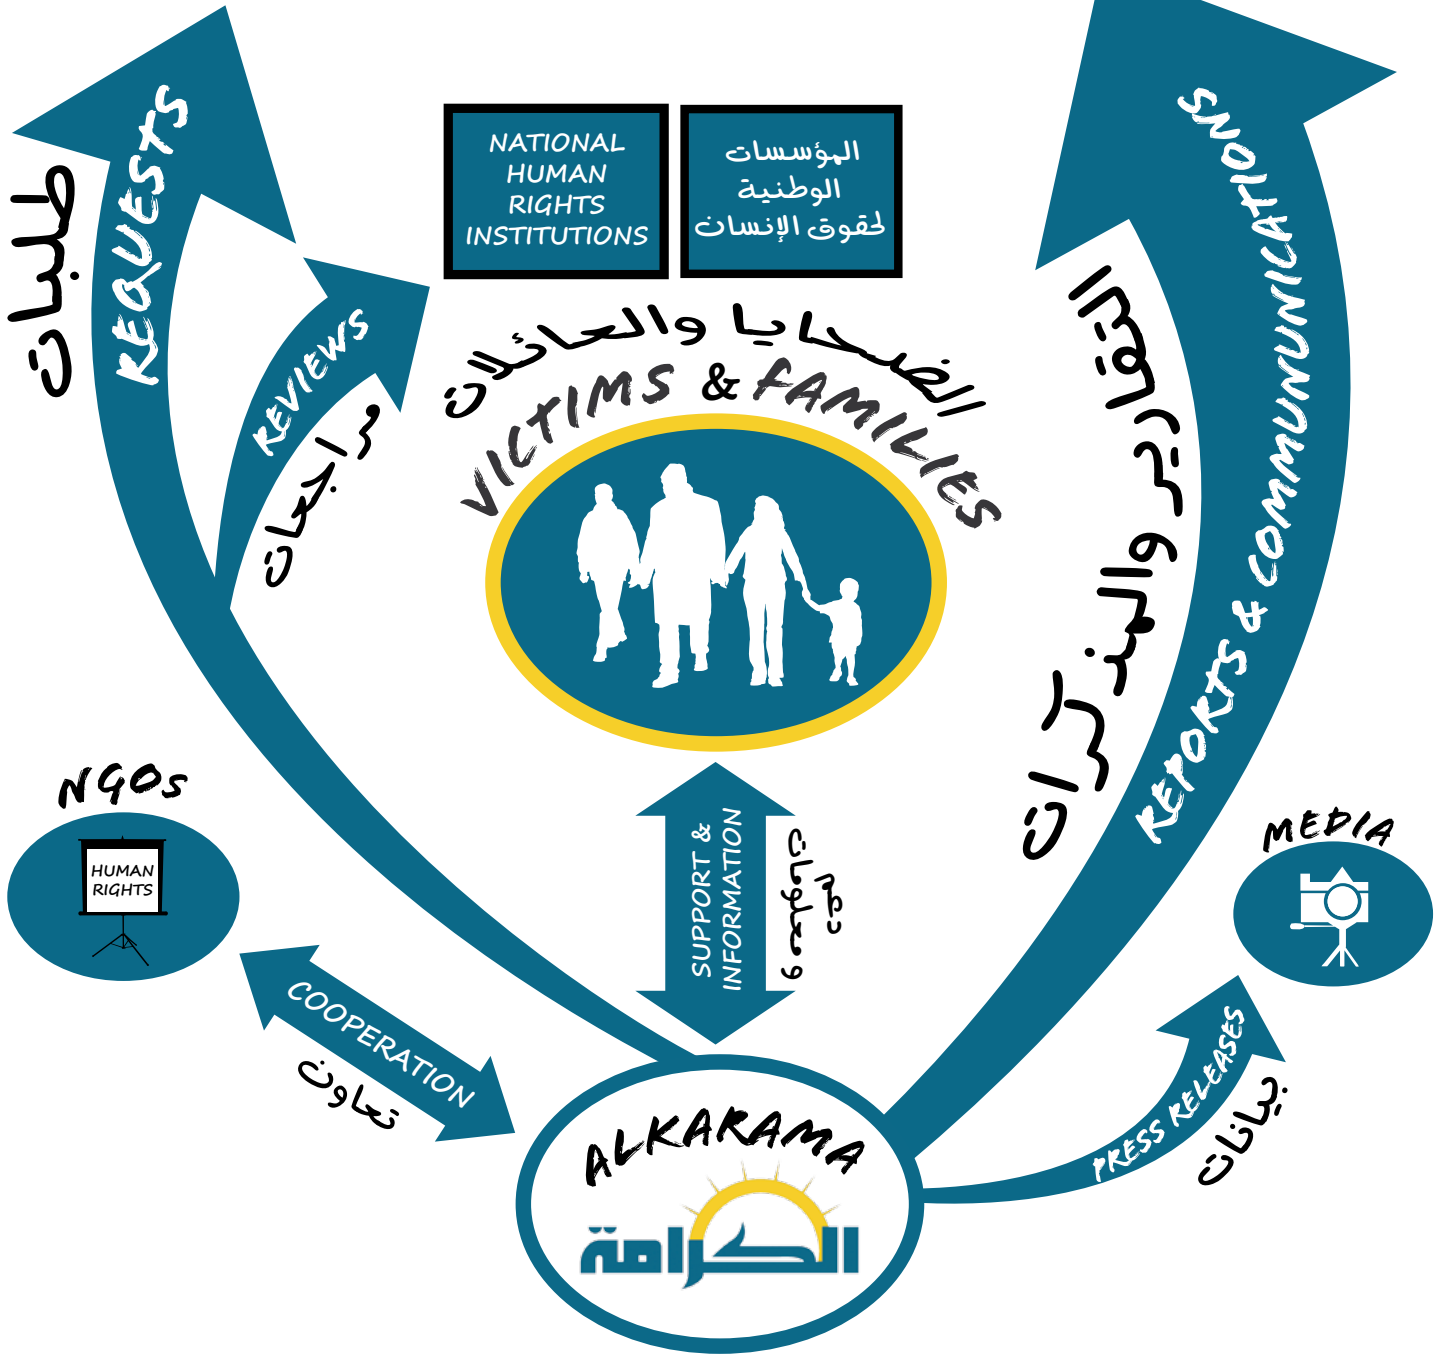 REQUESTS
طلبات
REVIEWS
مراجعات
NATIONAL
HUMAN
RIGHTS
INSTITUTIONS
المؤسسات
الوطنية
لحقوق الإنسان
الضحايا والعائلات
VICTIMS & FAMILIES
التقارير والمذكرات
REPORTS & COMMUNUNICATIONS
NGOs
HUMAN
RIGHTS
COOPERATION
تعاون
SUPPORT &
INFORMATION
دعم
و معلومات
MEDIA
PRESS RELEASES
بيانات
ALKARAMA
الكرامة